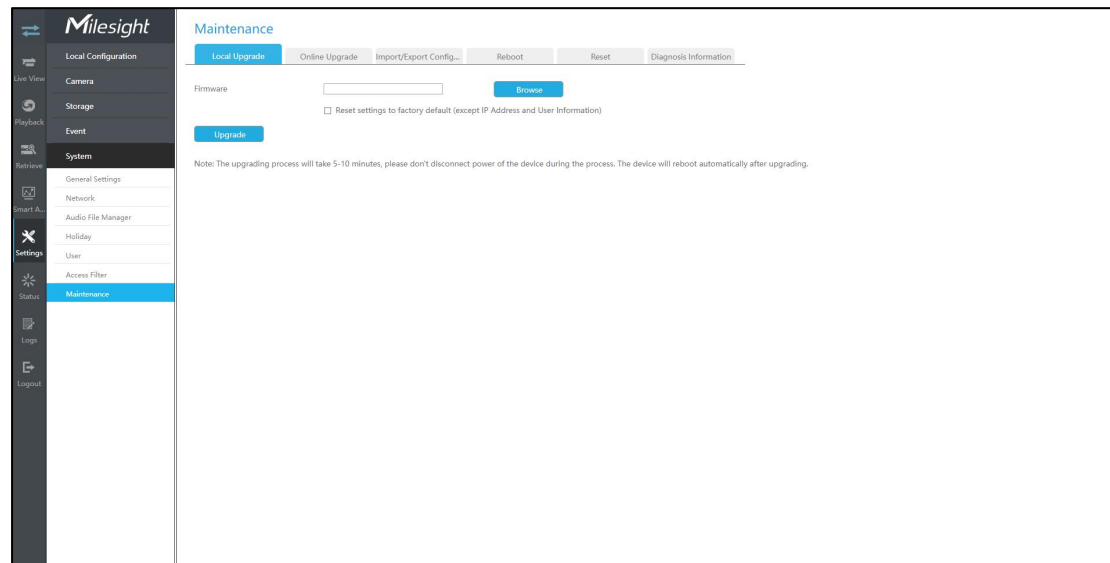 Milesight
Live View
Playback
Retrieve
Smart A...
Settings
Status
Logs
Logout
Local Configuration
Camera
Storage
Event
System
General Settings
Network
Audio File Manager
Holiday
User
Access Filter
Maintenance
Maintenance
Local Upgrade Online Upgrade Import/Export Config... Reboot Reset Diagnosis Information
Firmware Browse
Reset settings to factory default (except IP Address and User Information)
Upgrade
Note: The upgrading process will take 5-10 minutes, please don't disconnect power of the device during the process. The device will reboot automatically after upgrading.